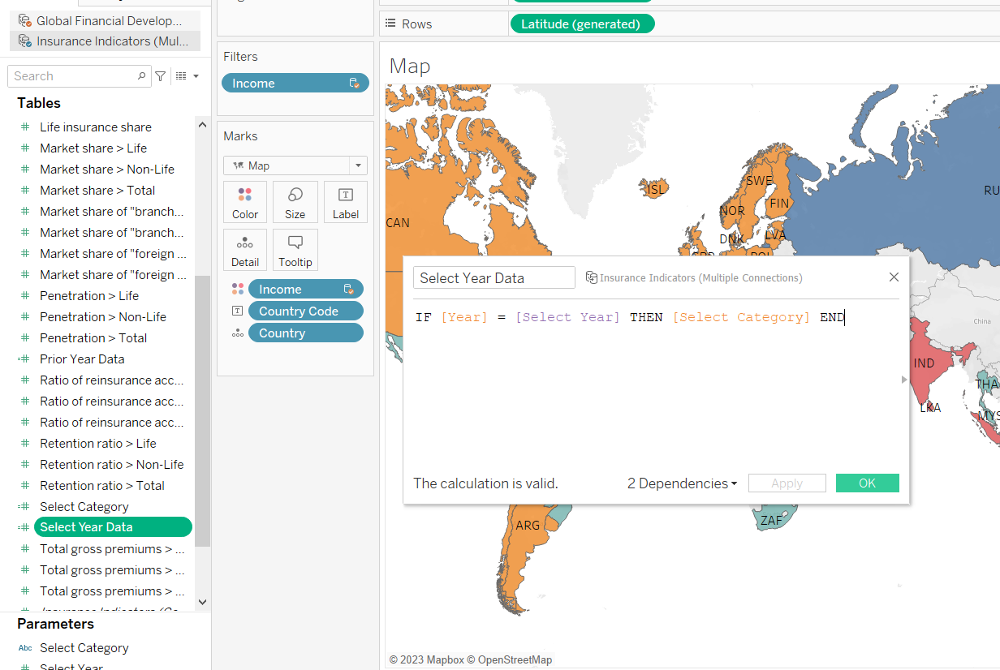 Global Financial Develop...
Insurance Indicators (Mul...
Search
Tables
Life insurance share
Market share > Life
Market share > Non-Life
Market share > Total
Market share of "branch...
Market share of "branch...
Market share of "foreign ...
Market share of "foreign ...
Penetration > Life
Penetration > Non-Life
Penetration > Total
Prior Year Data
Ratio of reinsurance acc...
Ratio of reinsurance acc...
Ratio of reinsurance acc...
Retention ratio > Life
Retention ratio > Non-Life
Retention ratio > Total
Select Category
Select Year Data
Total gross premiums > ...
Total gross premiums > ...
Total gross premiums > ...
Parameters
Abc Select Category
Select Year
Filters
Income
Marks
Map
Color
Size
T
Label
Detail
Tooltip
Income
T Country Code
Country
Rows
Latitude (generated)
Map
CAN
ISL
SWE
FIN
NOR
DNK
LVA
RU
China
IND
LKA
THA
MYS
ARG
ZAF
Select Year Data
Insurance Indicators (Multiple Connections)
IF [Year] = [Select Year] THEN [Select Category] END
The calculation is valid.
2 Dependencies
Apply
OK
© 2023 Mapbox © OpenStreetMap